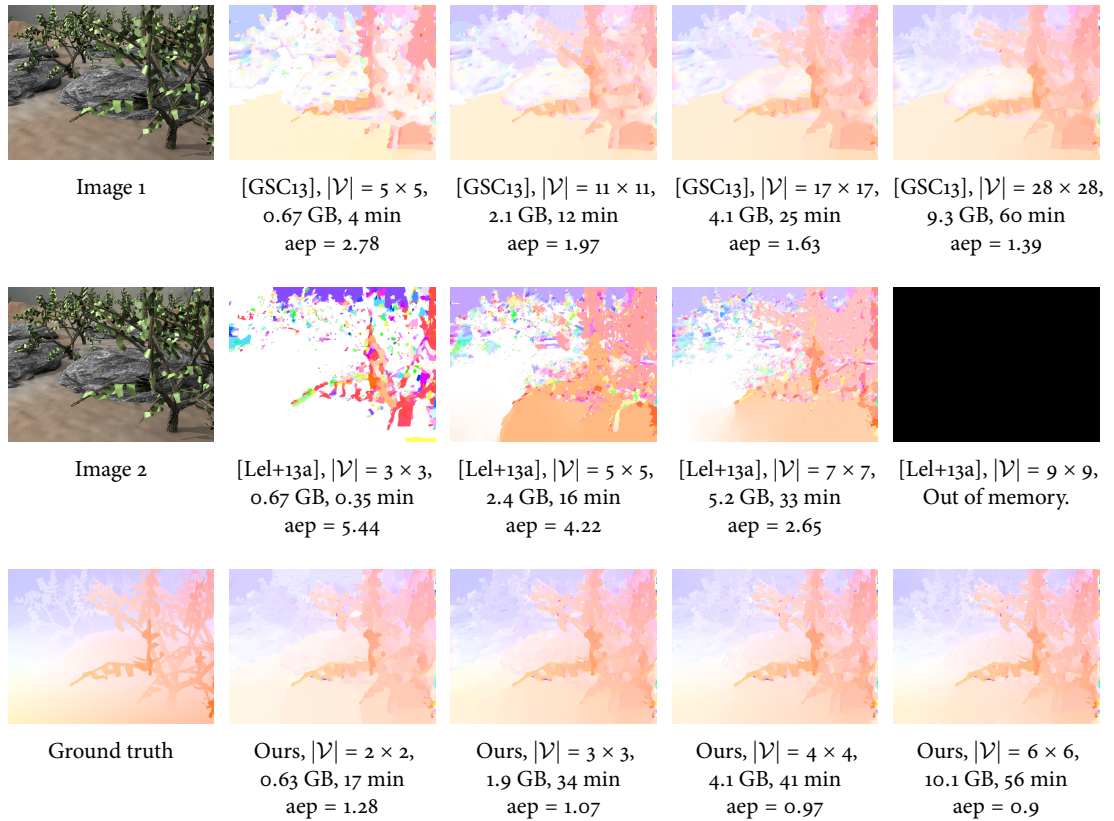 Image 1
[GSC13], |𝒱| = 5 × 5,
0.67 GB, 4 min
aep = 2.78
[GSC13], |𝒱| = 11 × 11,
2.1 GB, 12 min
aep = 1.97
[GSC13], |𝒱| = 17 × 17,
4.1 GB, 25 min
aep = 1.63
[GSC13], |𝒱| = 28 × 28,
9.3 GB, 60 min
aep = 1.39
Image 2
[Lel+13a], |𝒱| = 3 × 3,
0.67 GB, 0.35 min
aep = 5.44
[Lel+13a], |𝒱| = 5 × 5,
2.4 GB, 16 min
aep = 4.22
[Lel+13a], |𝒱| = 7 × 7,
5.2 GB, 33 min
aep = 2.65
[Lel+13a], |𝒱| = 9 × 9,
Out of memory.
Ground truth
Ours, |𝒱| = 2 × 2,
0.63 GB, 17 min
aep = 1.28
Ours, |𝒱| = 3 × 3,
1.9 GB, 34 min
aep = 1.07
Ours, |𝒱| = 4 × 4,
4.1 GB, 41 min
aep = 0.97
Ours, |𝒱| = 6 × 6,
10.1 GB, 56 min
aep = 0.9